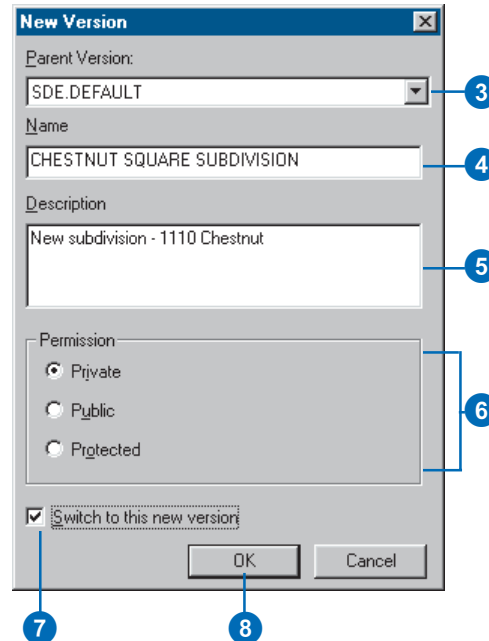 New Version
Parent Version:
SDE.DEFAULT
3
Name
CHESTNUT SQUARE SUBDIVISION
4
Description
New subdivision - 1110 Chestnut
5
Permission
Private
Public
6
Protected
Switch to this new version
OK Cancel
7 8